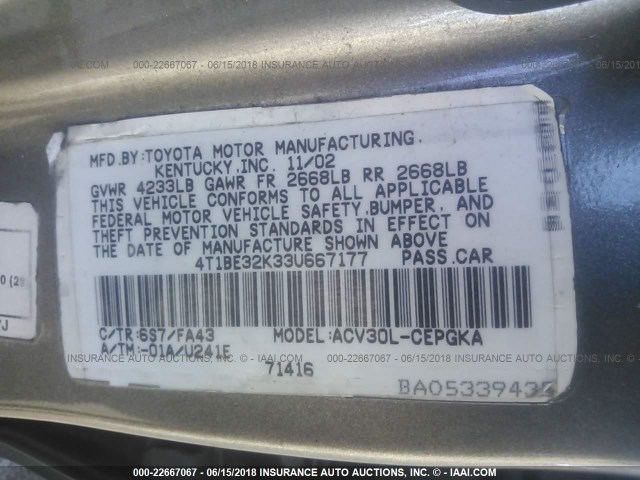 000-22667067 - 06/15/2018 INSURANCE AUTO AUCTIONS - © - IAAI.COM
MFD.BY:TOYOTA MOTOR MANUFACTURING,
KENTUCKY,INC. 11/02
GVWR 4233LB GAWR FR 2668LB RR 2668LB
THIS VEHICLE CONFORMS TO ALL APPLICABLE
FEDERAL MOTOR VEHICLE SAFETY,BUMPER, AND
THEFT PREVENTION STANDARDS IN EFFECT ON
THE DATE OF MANUFACTURE SHOWN ABOVE
4T1BE32K33U667177 PASS.CAR
C/TR:6S7/FA43 MODEL:ACV30L-CEPGKA
A/TM:-01A/U241E
71416
000-22667067 - 06/15/2018 INSURANCE AUTO AUCTIONS - © - IAAI.COM